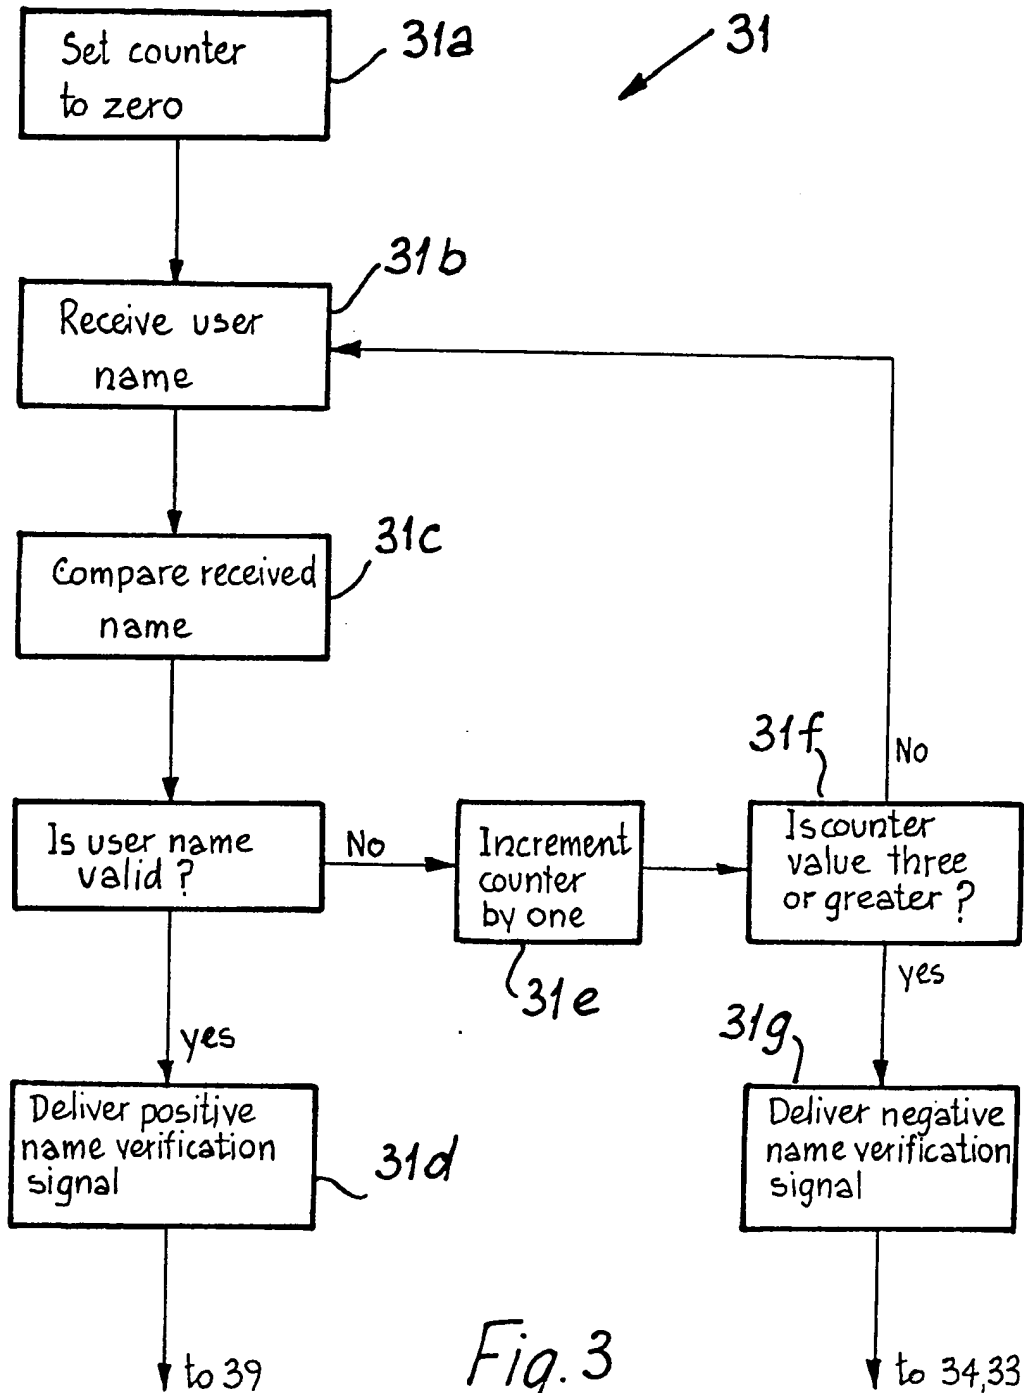 Set counter
to zero
31a
31
31b
Receive user
name
31c
Compare received
name
31f
No
Is user name
valid ?
No
Increment
counter
by one
Is counter
value three
or greater ?
31e
yes
yes
31g
Deliver positive
name verification
signal
31d
Deliver negative
name verification
signal
to 39
Fig. 3
to 34,33